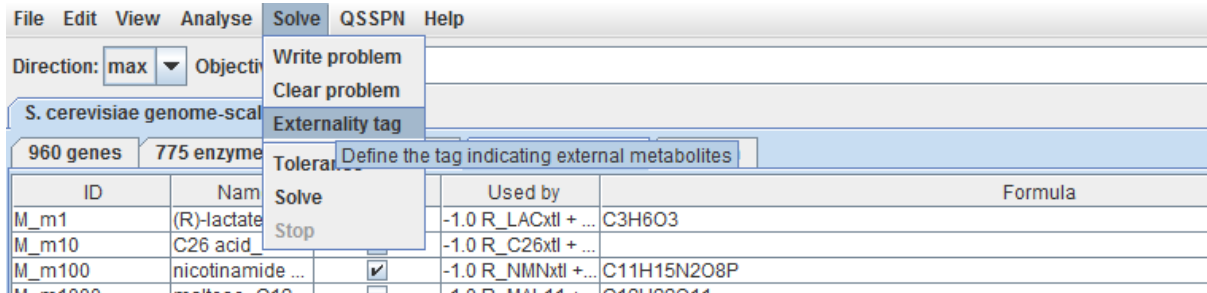 File Edit View Analyse Solve QSSPN Help
Write problem
Direction: max Objecti
Clear problem
S. cerevisiae genome-scal
Externality tag
960 genes 775 enzyme
Define the tag indicating external metabolites
Tolerance
ID Nam Solve Used by Formula
M_m1 (R)-lactate -1.0 R_LACxtl + ... C3H6O3
Stop
M_m10 C26 acid_ -1.0 R_C26xtl + ...
M_m100 nicotinamide ... -1.0 R_NMNxtl +... C11H15N2O8P